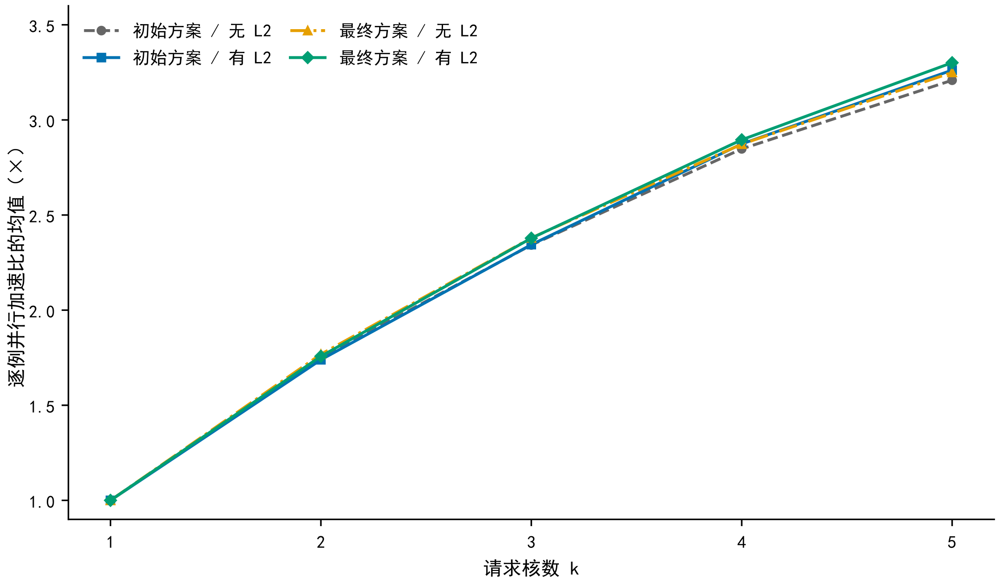 初始方案 / 无 L2
初始方案 / 有 L2
最终方案 / 无 L2
最终方案 / 有 L2
逐例并行加速比的均值（×）
3.5
3.0
2.5
2.0
1.5
1.0
1 2 3 4 5
请求核数 k